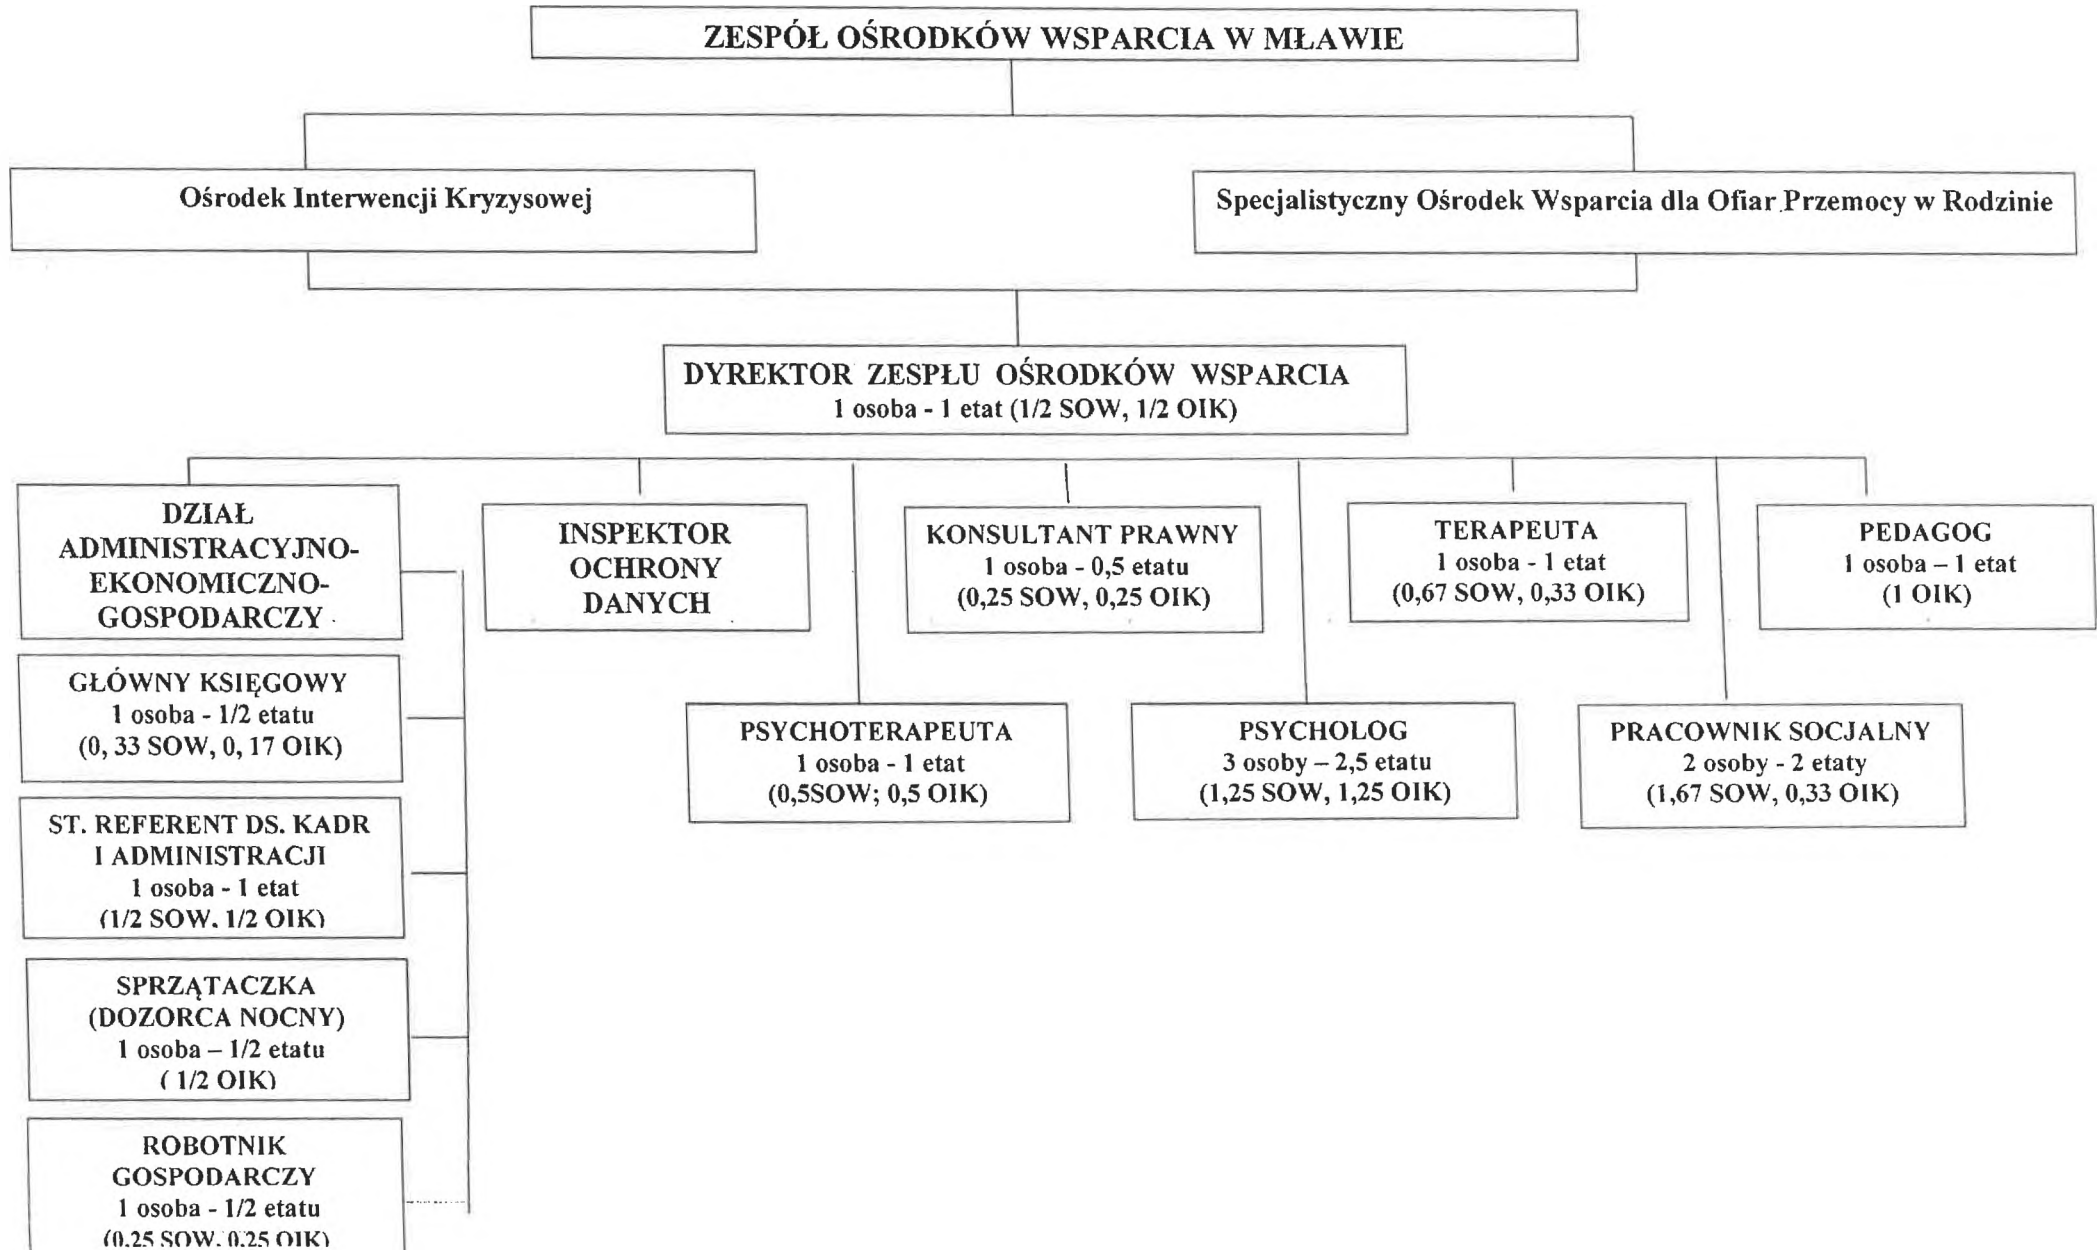 ZESPÓŁ OŚRODKÓW WSPARCIA W MŁAWIE
Ośrodek Interwencji Kryzysowej
Specjalistyczny Ośrodek Wsparcia dla Ofiar Przemocy w Rodzinie
DYREKTOR ZESPŁU OŚRODKÓW WSPARCIA
1 osoba - 1 etat (1/2 SOW, 1/2 OIK)
DZIAŁ
ADMINISTRACYJNO-
EKONOMICZNO-
GOSPODARCZY
INSPEKTOR
OCHRONY
DANYCH
KONSULTANT PRAWNY
1 osoba - 0,5 etatu
(0,25 SOW, 0,25 OIK)
TERAPEUTA
1 osoba - 1 etat
(0,67 SOW, 0,33 OIK)
PEDAGOG
1 osoba – 1 etat
(1 OIK)
GŁÓWNY KSIĘGOWY
1 osoba - 1/2 etatu
(0, 33 SOW, 0, 17 OIK)
PSYCHOTERAPEUTA
1 osoba - 1 etat
(0,5SOW; 0,5 OIK)
PSYCHOLOG
3 osoby – 2,5 etatu
(1,25 SOW, 1,25 OIK)
PRACOWNIK SOCJALNY
2 osoby - 2 etaty
(1,67 SOW, 0,33 OIK)
ST. REFERENT DS. KADR
I ADMINISTRACJI
1 osoba - 1 etat
(1/2 SOW, 1/2 OIK)
SPRZĄTACZKA
(DOZORCA NOCNY)
1 osoba – 1/2 etatu
( 1/2 OIK)
ROBOTNIK
GOSPODARCZY
1 osoba - 1/2 etatu
(0,25 SOW, 0,25 OIK)